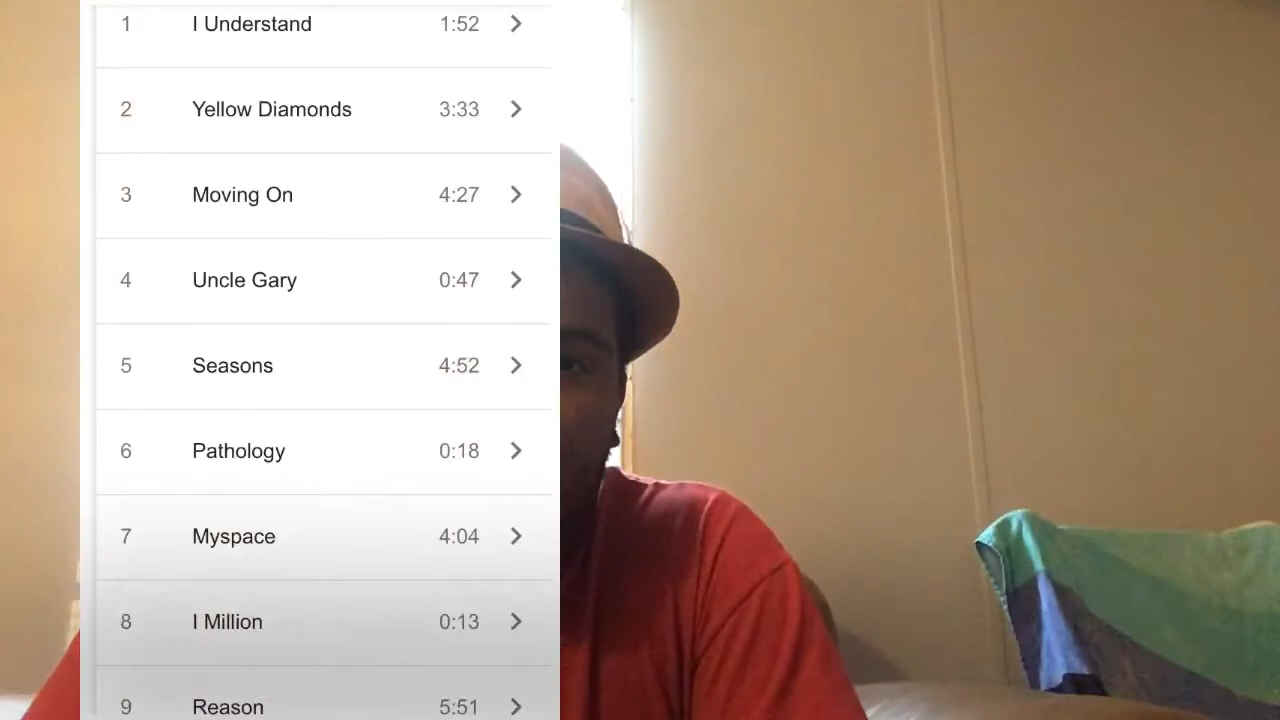 1 I Understand 1:52
2 Yellow Diamonds 3:33
3 Moving On 4:27
4 Uncle Gary 0:47
5 Seasons 4:52
6 Pathology 0:18
7 Myspace 4:04
8 I Million 0:13
9 Reason 5:51